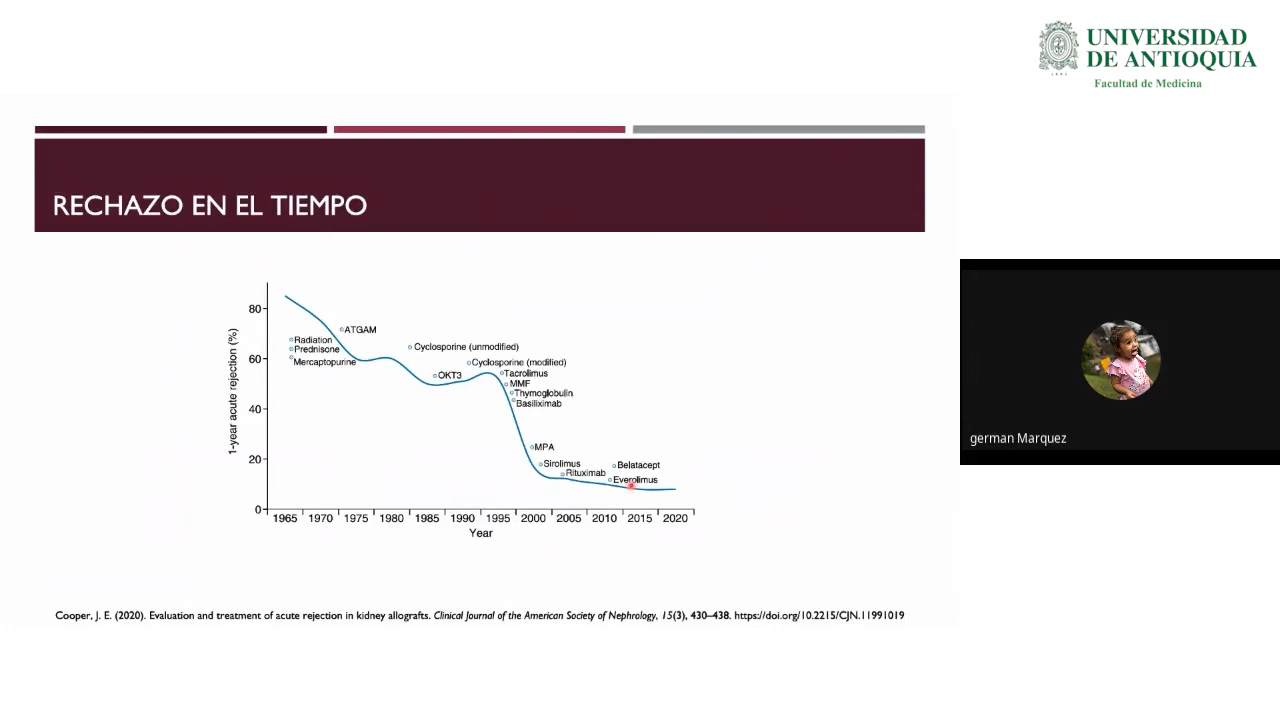 UNIVERSIDAD
DE ANTIOQUIA
1803
Facultad de Medicina
RECHAZO EN EL TIEMPO
1-year acute rejection (%)
80
60
40
20
0
Radiation
Prednisone
Mercaptopurine
ATGAM
Cyclosporine (unmodified)
OKT3
Cyclosporine (modified)
Tacrolimus
MMF
Thymoglobulin
Basiliximab
MPA
Sirolimus
Rituximab
Belatacept
Everolimus
1965 1970 1975 1980 1985 1990 1995 2000 2005 2010 2015 2020
Year
german Marquez
Cooper, J. E. (2020). Evaluation and treatment of acute rejection in kidney allografts. Clinical Journal of the American Society of Nephrology, 15(3), 430–438. https://doi.org/10.2215/CJN.11991019